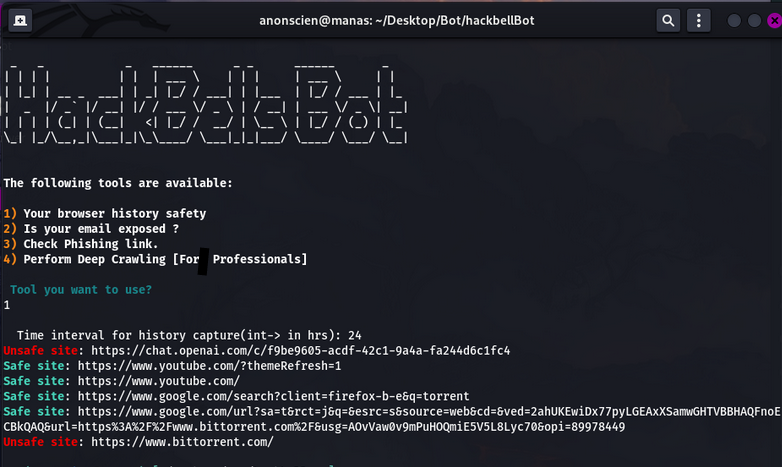 anonscien@manas: ~/Desktop/Bot/hackbellBot
HackBelsBot
The following tools are available:
1) Your browser history safety
2) Is your email exposed ?
3) Check Phishing link.
4) Perform Deep Crawling [For Professionals]
Tool you want to use?
1
Time interval for history capture(int-> in hrs): 24
Unsafe site: https://chat.openai.com/c/f9be9605-acdf-42c1-9a4a-fa244d6c1fc4
Safe site: https://www.youtube.com/?themeRefresh=1
Safe site: https://www.youtube.com/
Safe site: https://www.google.com/search?client=firefox-b-e&q=torrent
Safe site: https://www.google.com/url?sa=t&rct=j&q=&esrc=s&source=web&cd=&ved=2ahUKEwiDx77pyLGEAxXSamwGHTVBBHAQFnoE
CBkQAQ&url=https%3A%2F%2Fwww.bittorrent.com%2F&usg=AOvVaw0v9mPuHOQmiE5V5L8Lyc70&opi=89978449
Unsafe site: https://www.bittorrent.com/